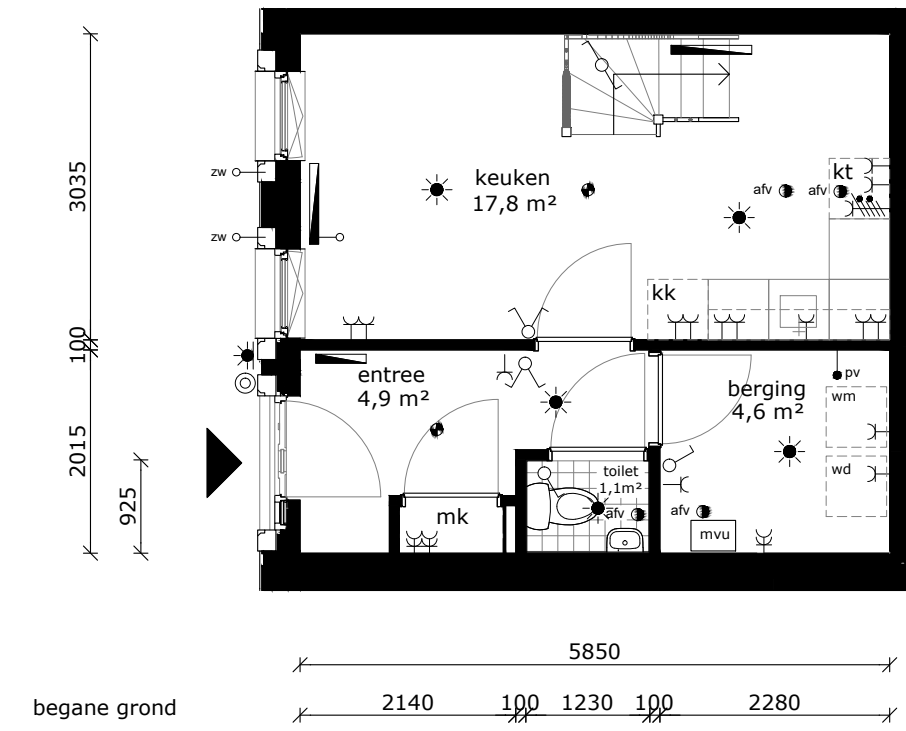 zw
zw
3035
100
2015
925
keuken
17,8 m²
afv
afv
kt
kk
entree
4,9 m²
berging
4,6 m²
pv
wm
wd
toilet
1,1m²
afv
afv
mk
mvu
5850
2140
100
1230
100
2280
begane grond